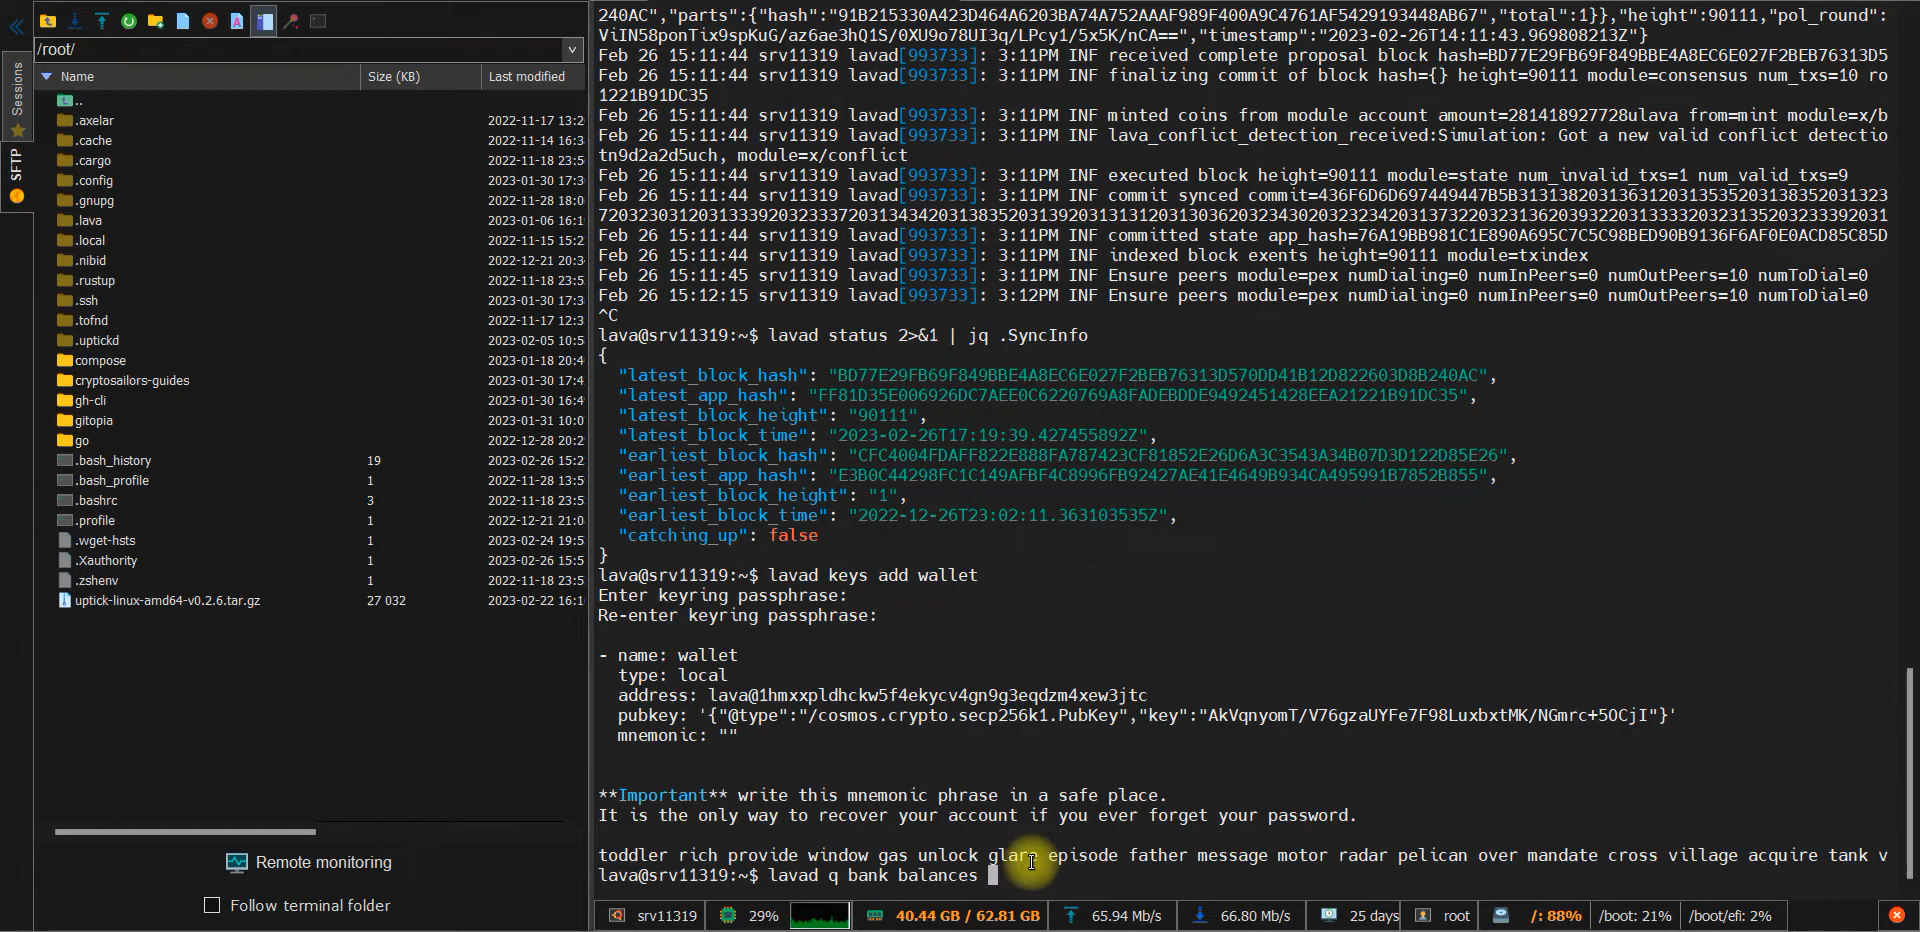 /root/
Name Size (KB) Last modified
Sessions
SFTP
..
.axelar 2022-11-17 13:2
.cache 2022-11-14 16:3
.cargo 2022-11-18 23:5
.config 2023-01-30 17:3
.gnupg 2022-11-28 18:0
.lava 2023-01-06 16:1
.local 2022-11-15 15:2
.nibid 2022-12-21 20:3
.rustup 2022-11-18 23:5
.ssh 2023-01-30 17:3
.tofnd 2022-11-17 12:3
.uptickd 2023-02-05 10:5
compose 2023-01-18 20:4
cryptosailors-guides 2023-01-30 17:4
gh-cli 2023-01-30 16:4
gitopia 2023-01-31 10:0
go 2022-12-28 20:2
.bash_history 19 2023-02-26 15:2
.bash_profile 1 2022-11-28 13:5
.bashrc 3 2022-11-18 23:5
.profile 1 2022-12-21 21:0
.wget-hsts 1 2023-02-24 19:5
.Xauthority 1 2023-02-26 15:5
.zshenv 1 2022-11-18 23:5
uptick-linux-amd64-v0.2.6.tar.gz 27 032 2023-02-22 16:1
Remote monitoring
Follow terminal folder
240AC","parts":{"hash":"91B215330A423D464A6203BA74A752AAAF989F400A9C4761AF5429193448AB67","total":1}},"height":90111,"pol_round":
ViIN58ponTix9spKuG/az6ae3hQ1S/0XU9o78UI3q/LPcy1/5x5K/nCA==","timestamp":"2023-02-26T14:11:43.969808213Z"}
Feb 26 15:11:44 srv11319 lavad[993733]: 3:11PM INF received complete proposal block hash=BD77E29FB69F849BBE4A8EC6E027F2BEB76313D5
Feb 26 15:11:44 srv11319 lavad[993733]: 3:11PM INF finalizing commit of block hash={} height=90111 module=consensus num_txs=10 ro
1221B91DC35
Feb 26 15:11:44 srv11319 lavad[993733]: 3:11PM INF minted coins from module account amount=281418927728ulava from=mint module=x/b
Feb 26 15:11:44 srv11319 lavad[993733]: 3:11PM INF lava_conflict_detection_received:Simulation: Got a new valid conflict detectio
tn9d2a2d5uch, module=x/conflict
Feb 26 15:11:44 srv11319 lavad[993733]: 3:11PM INF executed block height=90111 module=state num_invalid_txs=1 num_valid_txs=9
Feb 26 15:11:44 srv11319 lavad[993733]: 3:11PM INF commit synced commit=436F6D6D697449447B5B3131382031363120313535203138352031323
7203230312031333920323337203134342031383520313920313131203130362032343020323234203137322032313620393220313333203231352032333920​31
Feb 26 15:11:44 srv11319 lavad[993733]: 3:11PM INF committed state app_hash=76A19BB981C1E890A695C7C5C98BED90B9136F6AF0E0ACD85C85D
Feb 26 15:11:44 srv11319 lavad[993733]: 3:11PM INF indexed block exents height=90111 module=txindex
Feb 26 15:11:45 srv11319 lavad[993733]: 3:11PM INF Ensure peers module=pex numDialing=0 numInPeers=0 numOutPeers=10 numToDial=0
Feb 26 15:12:15 srv11319 lavad[993733]: 3:12PM INF Ensure peers module=pex numDialing=0 numInPeers=0 numOutPeers=10 numToDial=0
^C
lava@srv11319:~$ lavad status 2>&1 | jq .SyncInfo
{
"latest_block_hash": "BD77E29FB69F849BBE4A8EC6E027F2BEB76313D570DD41B12D822603D8B240AC",
"latest_app_hash": "FF81D35E006926DC7AEE0C6220769A8FADEBDDE9492451428EEA21221B91DC35",
"latest_block_height": "90111",
"latest_block_time": "2023-02-26T17:19:39.427455892Z",
"earliest_block_hash": "CFC4004FDAFF822E888FA787423CF81852E26D6A3C3543A34B07D3D122D85E26",
"earliest_app_hash": "E3B0C44298FC1C149AFBF4C8996FB92427AE41E4649B934CA495991B7852B855",
"earliest_block_height": "1",
"earliest_block_time": "2022-12-26T23:02:11.363103535Z",
"catching_up": false
}
lava@srv11319:~$ lavad keys add wallet
Enter keyring passphrase:
Re-enter keyring passphrase:
- name: wallet
type: local
address: lava@1hmxxpldhckw5f4ekycv4gn9g3eqdzm4xew3jtc
pubkey: '{"@type":"/cosmos.crypto.secp256k1.PubKey","key":"AkVqnyomT/V76gzaUYFe7F98LuxbxtMK/NGmrc+5OCjI"}'
mnemonic: ""
**Important** write this mnemonic phrase in a safe place.
It is the only way to recover your account if you ever forget your password.
toddler rich provide window gas unlock glare episode father message motor radar pelican over mandate cross village acquire tank v
lava@srv11319:~$ lavad q bank balances
srv11319 29% 40.44 GB / 62.81 GB 65.94 Mb/s 66.80 Mb/s 25 days root /: 88% /boot: 21% /boot/efi: 2%